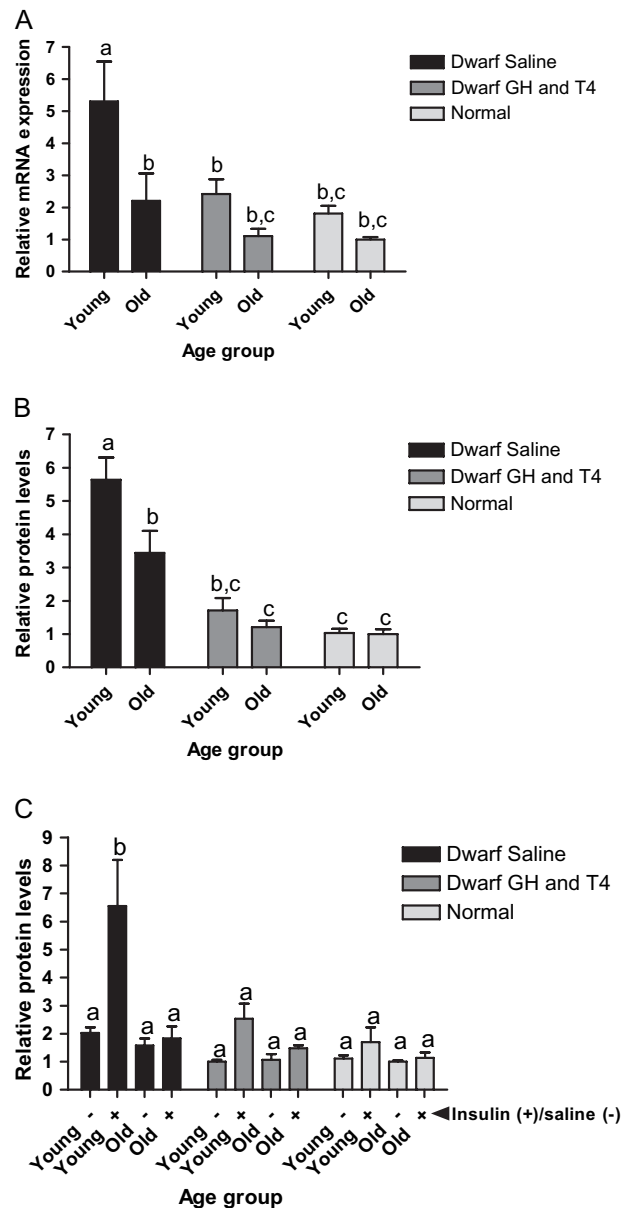 A
Relative mRNA expression
7
6
5
4
3
2
1
0
a
b
b
b,c
b,c
b,c
Young
Old
Young
Old
Young
Old
Age group
Dwarf Saline
Dwarf GH and T4
Normal
B
Relative protein levels
7
6
5
4
3
2
1
0
a
b
b,c
c
c
c
Young
Old
Young
Old
Young
Old
Age group
Dwarf Saline
Dwarf GH and T4
Normal
C
Relative protein levels
9
8
7
6
5
4
3
2
1
0
a
b
a
a
a
a
a
a
a
a
a
a
- + - + - + - + - + - + Insulin (+)/saline (-)
Young
Young
Old
Old
Young
Young
Old
Old
Young
Young
Old
Old
Age group
Dwarf Saline
Dwarf GH and T4
Normal